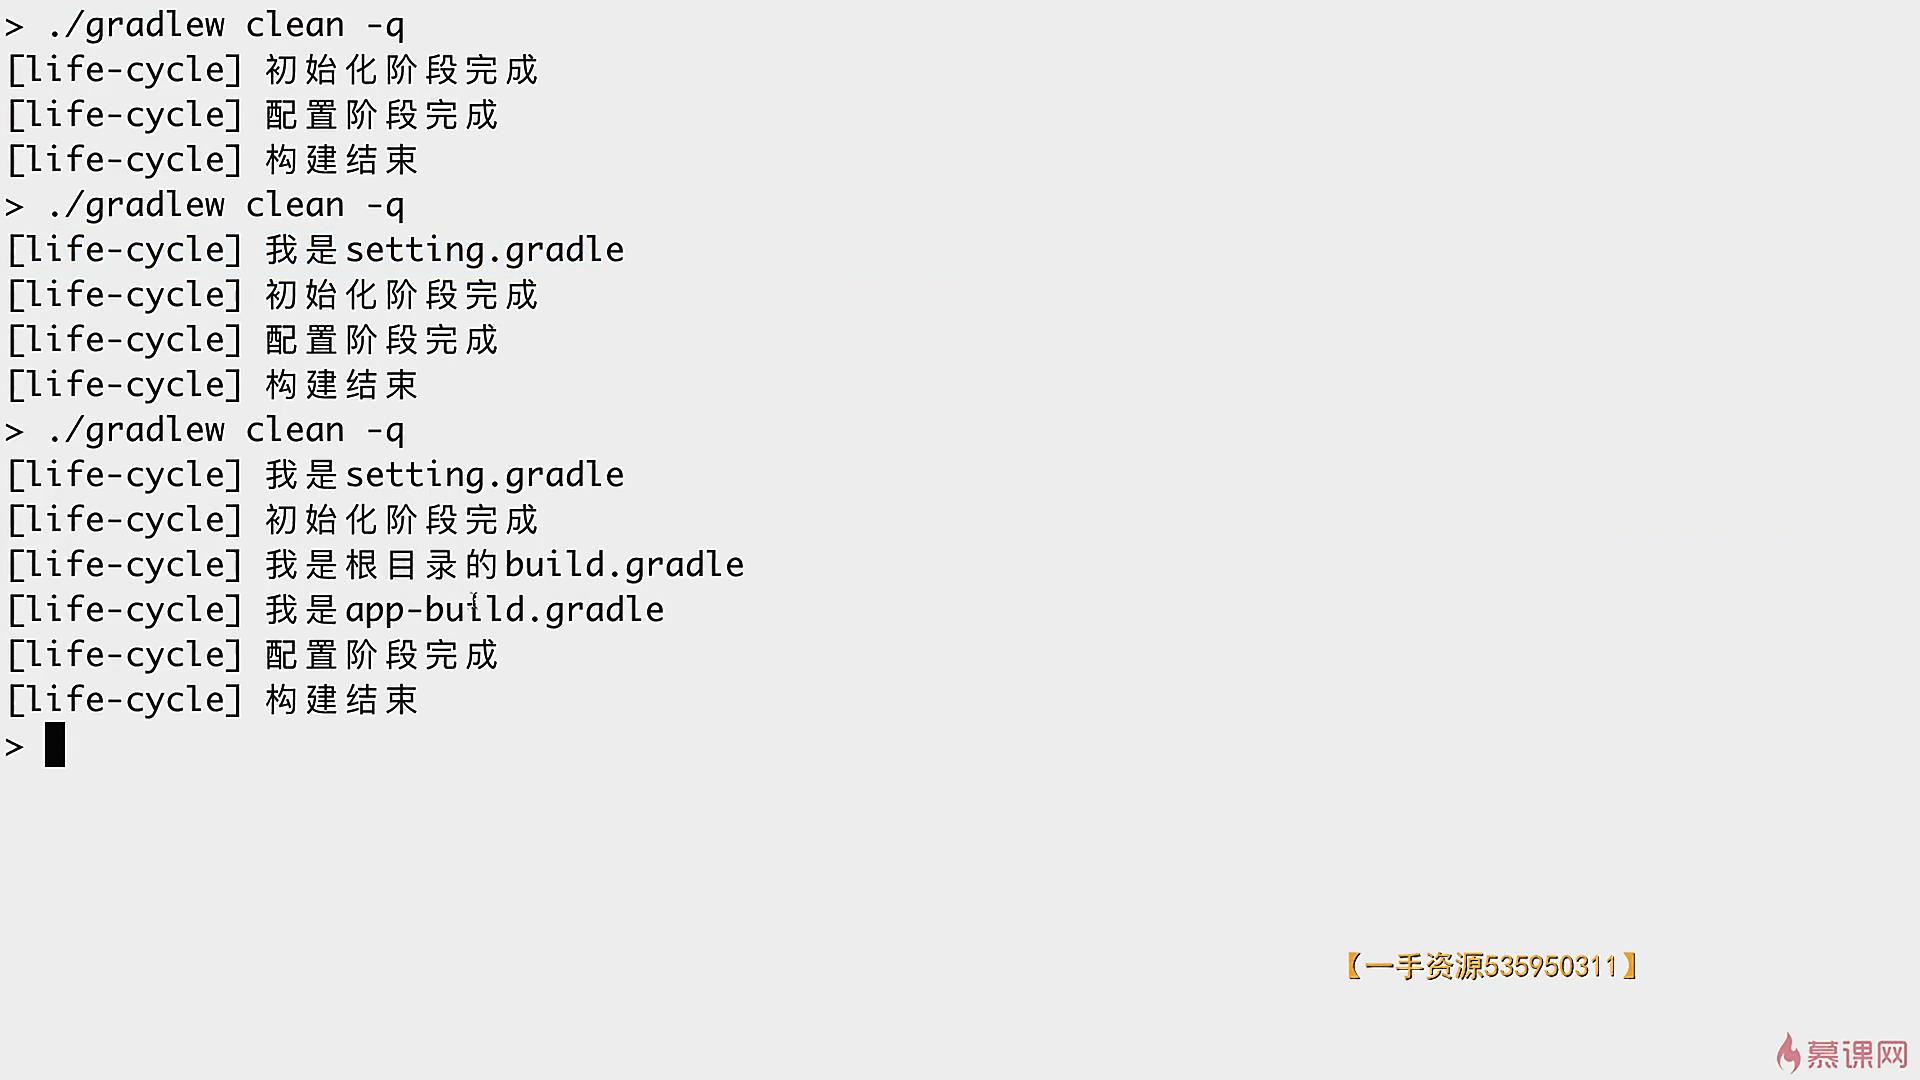 > ./gradlew clean -q
[life-cycle] 初始化阶段完成
[life-cycle] 配置阶段完成
[life-cycle] 构建结束
> ./gradlew clean -q
[life-cycle] 我是setting.gradle
[life-cycle] 初始化阶段完成
[life-cycle] 配置阶段完成
[life-cycle] 构建结束
> ./gradlew clean -q
[life-cycle] 我是setting.gradle
[life-cycle] 初始化阶段完成
[life-cycle] 我是根目录的build.gradle
[life-cycle] 我是app-build.gradle
[life-cycle] 配置阶段完成
[life-cycle] 构建结束
>
【一手资源535950311】
慕课网